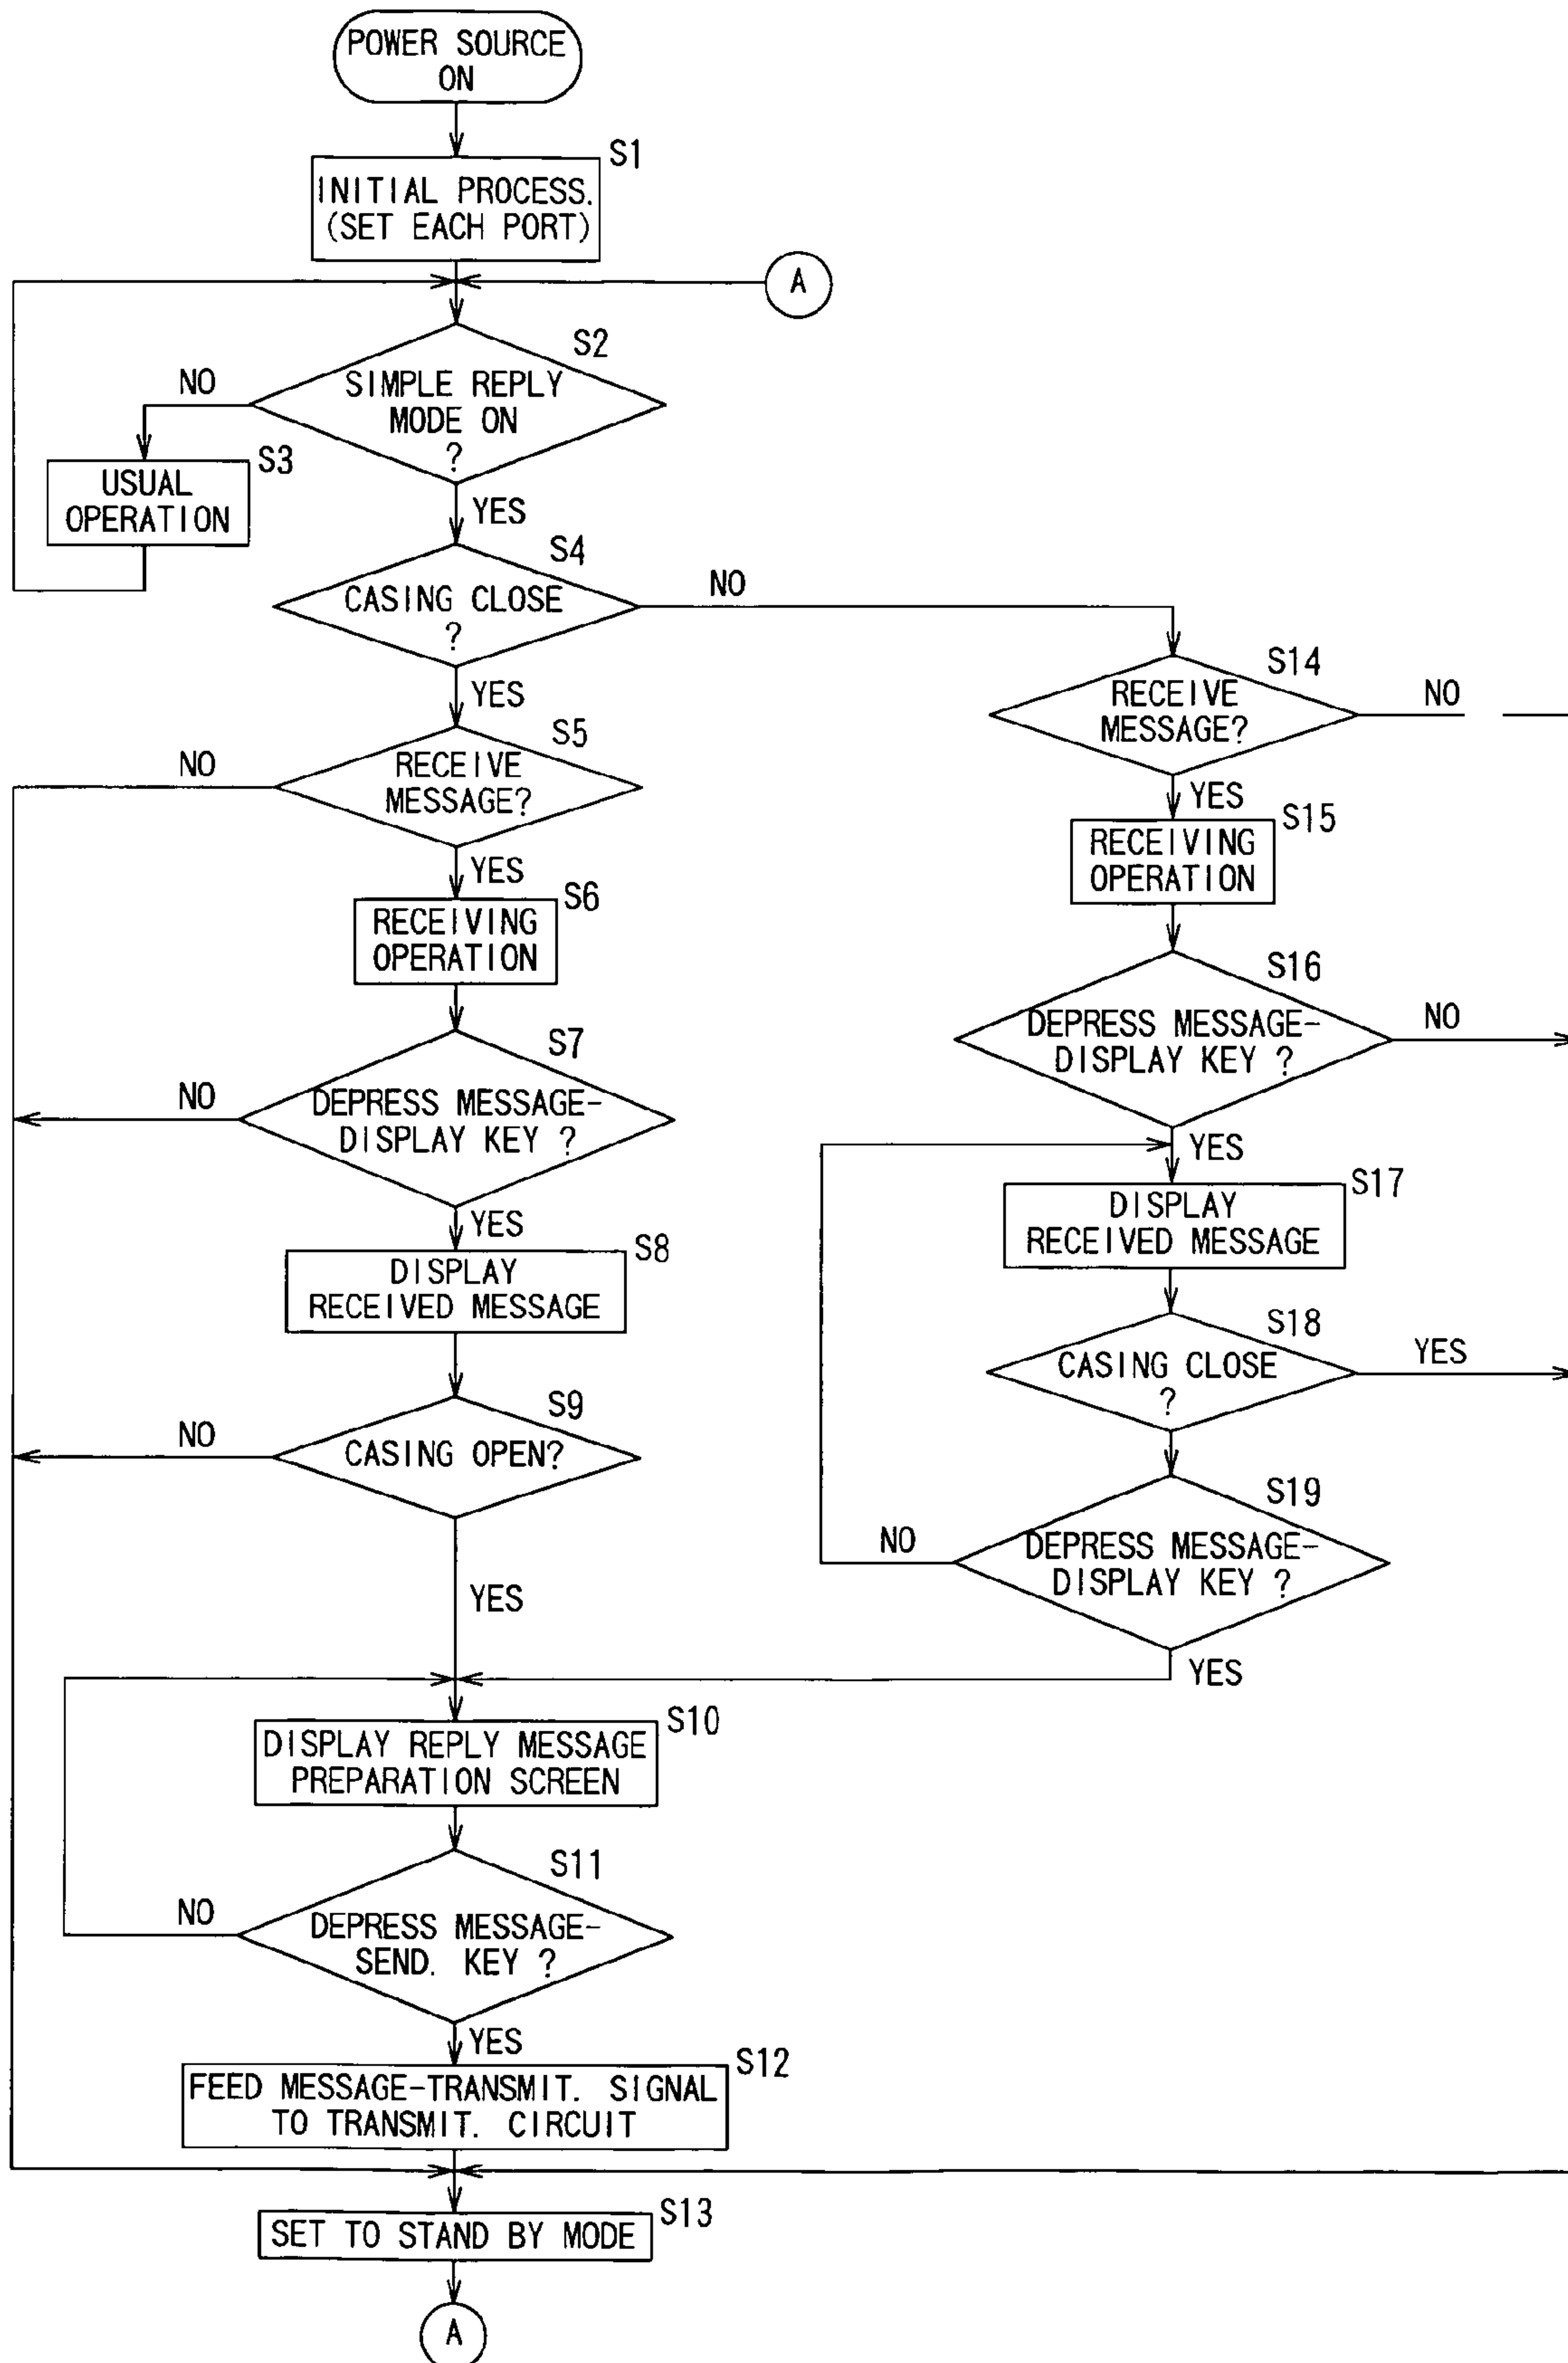 POWER SOURCE
ON
S1
INITIAL PROCESS.
(SET EACH PORT)
A
S2
NO
SIMPLE REPLY
MODE ON
?
S3
USUAL
OPERATION
YES
S4
CASING CLOSE
?
NO
YES
S5
NO
RECEIVE
MESSAGE?
YES
S6
RECEIVING
OPERATION
S7
NO
DEPRESS MESSAGE-
DISPLAY KEY ?
YES
S8
DISPLAY
RECEIVED MESSAGE
S9
NO
CASING OPEN?
YES
S14
RECEIVE
MESSAGE?
NO
YES
S15
RECEIVING
OPERATION
S16
DEPRESS MESSAGE-
DISPLAY KEY ?
NO
YES
S17
DISPLAY
RECEIVED MESSAGE
S18
CASING CLOSE
?
YES
S19
NO
DEPRESS MESSAGE-
DISPLAY KEY ?
YES
S10
DISPLAY REPLY MESSAGE
PREPARATION SCREEN
S11
NO
DEPRESS MESSAGE-
SEND. KEY ?
YES
S12
FEED MESSAGE-TRANSMIT. SIGNAL
TO TRANSMIT. CIRCUIT
S13
SET TO STAND BY MODE
A